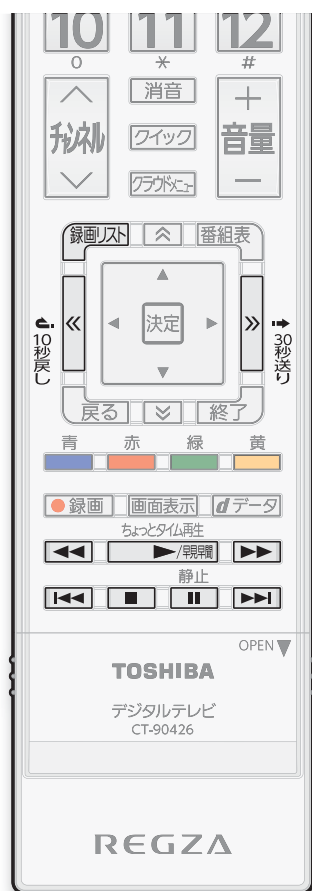 10 11 12
0 * #
チャンネル 消音 + 音量 −
クイック
クラウドメニュー
録画リスト 番組表
10秒戻し 決定 30秒送り
戻る 終了
青 赤 緑 黄
録画 画面表示 dデータ
ちょっとタイム再生
/早見早聞
静止
OPEN
TOSHIBA
デジタルテレビ
CT-90426
REGZA